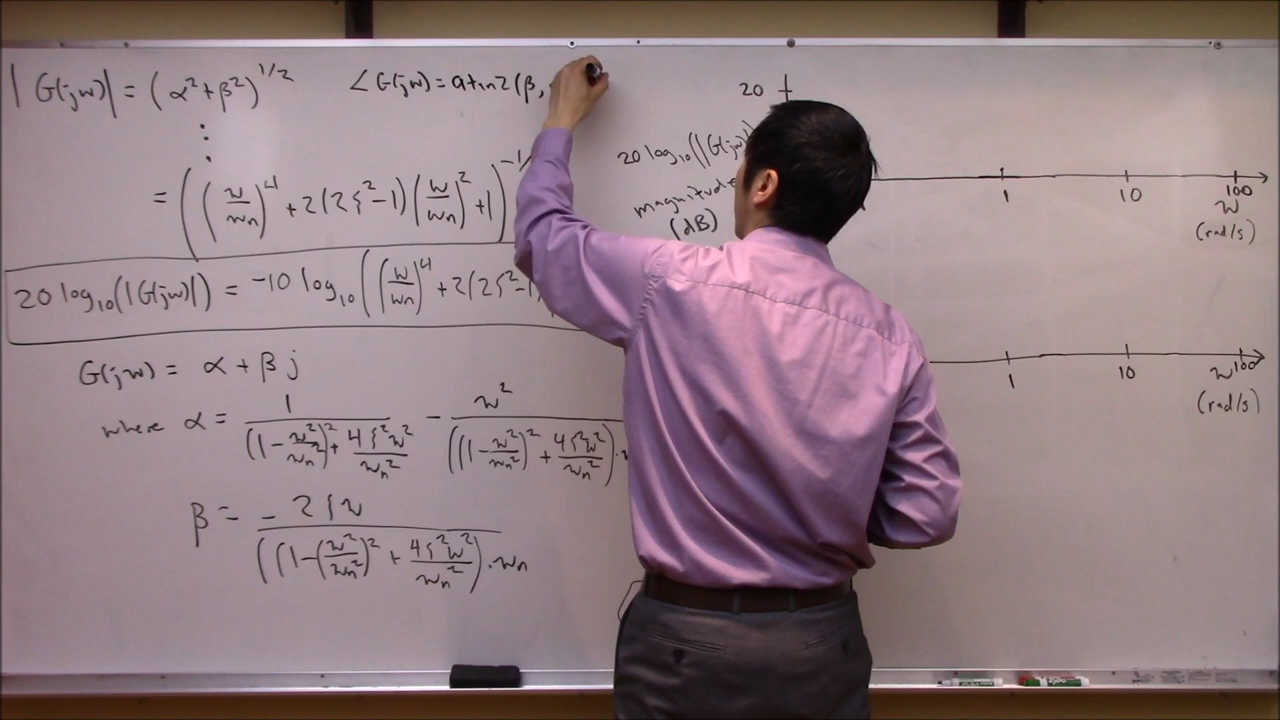 |G(jw)| = (α²+β²)^1/2
∠G(jw) = atan2(β,
⋮
= ((w/wn)^4 + 2(2ζ²-1)(w/wn)² + 1)^-1/
20 log10(|G(jw)|) = -10 log10((w/wn)^4 + 2(2ζ²-1)
G(jw) = α + β j
where α = 1/((1-w²/wn²)² + 4ζ²w²/wn²) - w²/(((1-w²/wn²)² + 4ζ²w²/wn²)·
β = -2ζw/(((1-(w²/wn²)² + 4ζ²w²/wn²)·wn
20
20 log10(|G(jw)|
magnitude
(dB)
1 10 100
w
(rad/s)
1 10 100
w
(rad/s)